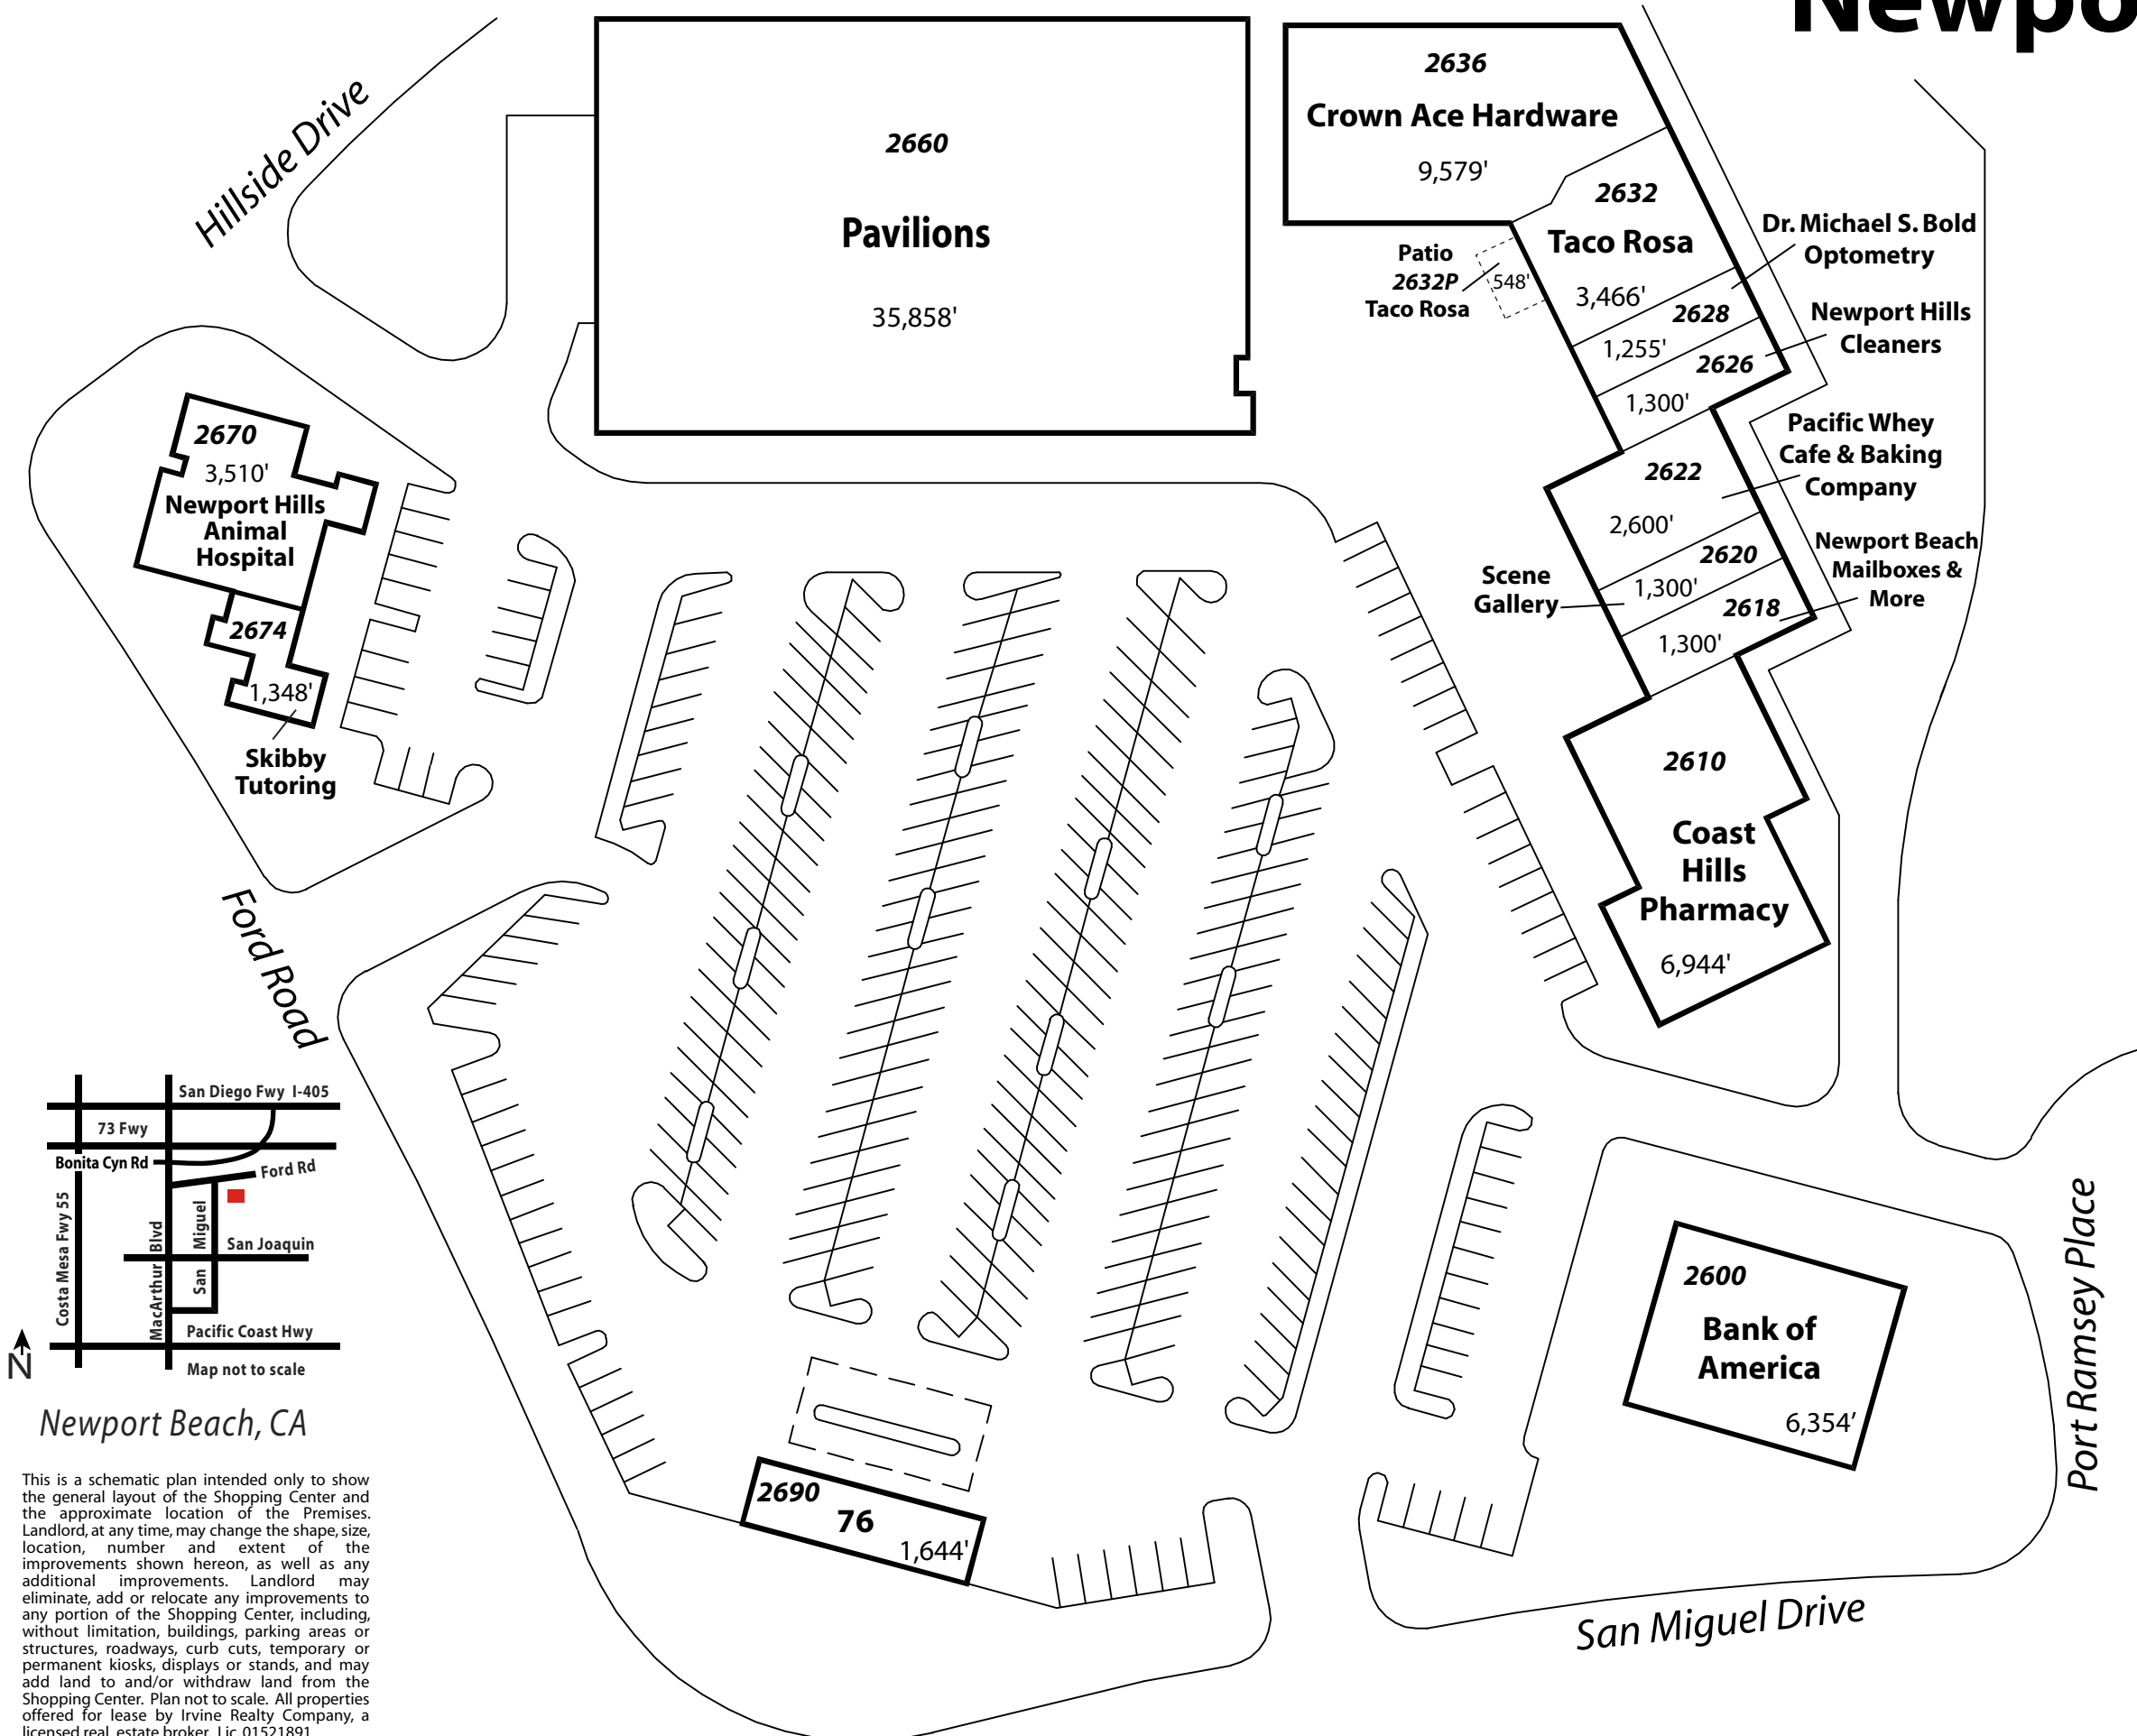 Newpo
Hillside Drive
2660
Pavilions
35,858'
2636
Crown Ace Hardware
9,579'
2632
Taco Rosa
3,466'
Patio
2632P
Taco Rosa
548'
Dr. Michael S. Bold
Optometry
2628
1,255'
Newport Hills
Cleaners
2626
1,300'
Pacific Whey
Cafe & Baking
Company
2622
2,600'
Scene
Gallery
2620
1,300'
Newport Beach
Mailboxes &
More
2618
1,300'
2610
Coast
Hills
Pharmacy
6,944'
2670
3,510'
Newport Hills
Animal
Hospital
2674
1,348'
Skibby
Tutoring
Ford Road
2600
Bank of
America
6,354'
Port Ramsey Place
San Miguel Drive
2690
76
1,644'
San Diego Fwy I-405
73 Fwy
Bonita Cyn Rd
Ford Rd
Costa Mesa Fwy 55
MacArthur Blvd
San Miguel
San Joaquin
Pacific Coast Hwy
Map not to scale
N
Newport Beach, CA
This is a schematic plan intended only to show
the general layout of the Shopping Center and
the approximate location of the Premises.
Landlord, at any time, may change the shape, size,
location, number and extent of the
improvements shown hereon, as well as any
additional improvements. Landlord may
eliminate, add or relocate any improvements to
any portion of the Shopping Center, including,
without limitation, buildings, parking areas or
structures, roadways, curb cuts, temporary or
permanent kiosks, displays or stands, and may
add land to and/or withdraw land from the
Shopping Center. Plan not to scale. All properties
offered for lease by Irvine Realty Company, a
licensed real estate broker, Lic 01521891